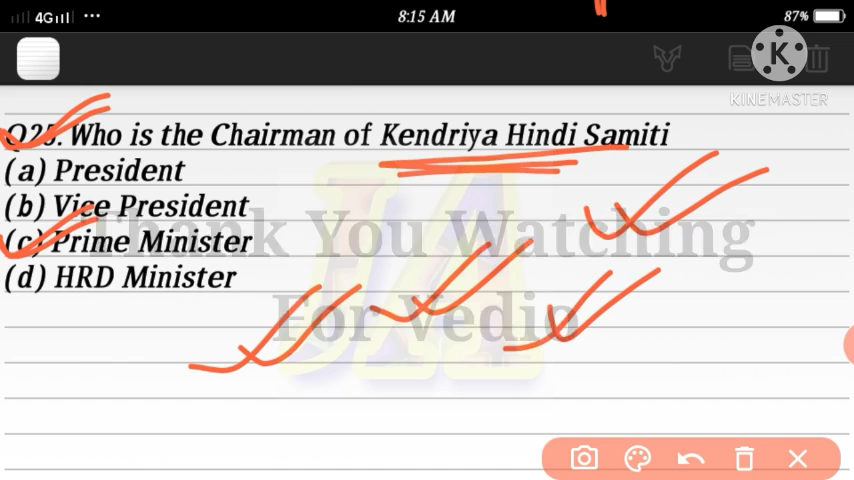 4G 8:15 AM 87%
K
KINEMASTER
Q25. Who is the Chairman of Kendriya Hindi Samiti
(a) President
(b) Vice President
(c) Prime Minister
(d) HRD Minister
Thank You Watching
For Vedio